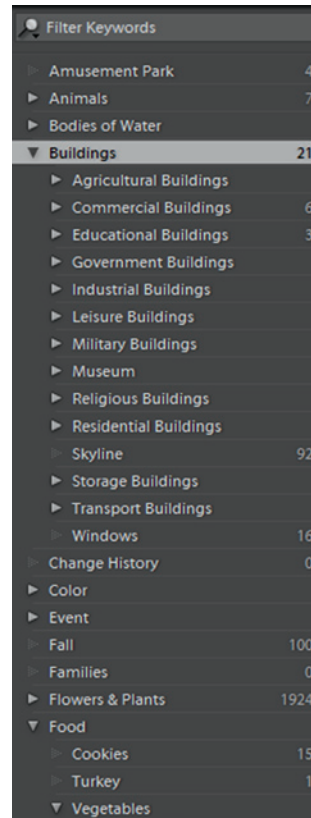 Filter Keywords
Amusement Park 4
Animals 7
Bodies of Water
Buildings 21
Agricultural Buildings
Commercial Buildings 6
Educational Buildings 3
Government Buildings
Industrial Buildings
Leisure Buildings
Military Buildings
Museum
Religious Buildings
Residential Buildings
Skyline 92
Storage Buildings
Transport Buildings
Windows 16
Change History 0
Color
Event
Fall 100
Families 0
Flowers & Plants 1924
Food
Cookies 15
Turkey 1
Vegetables